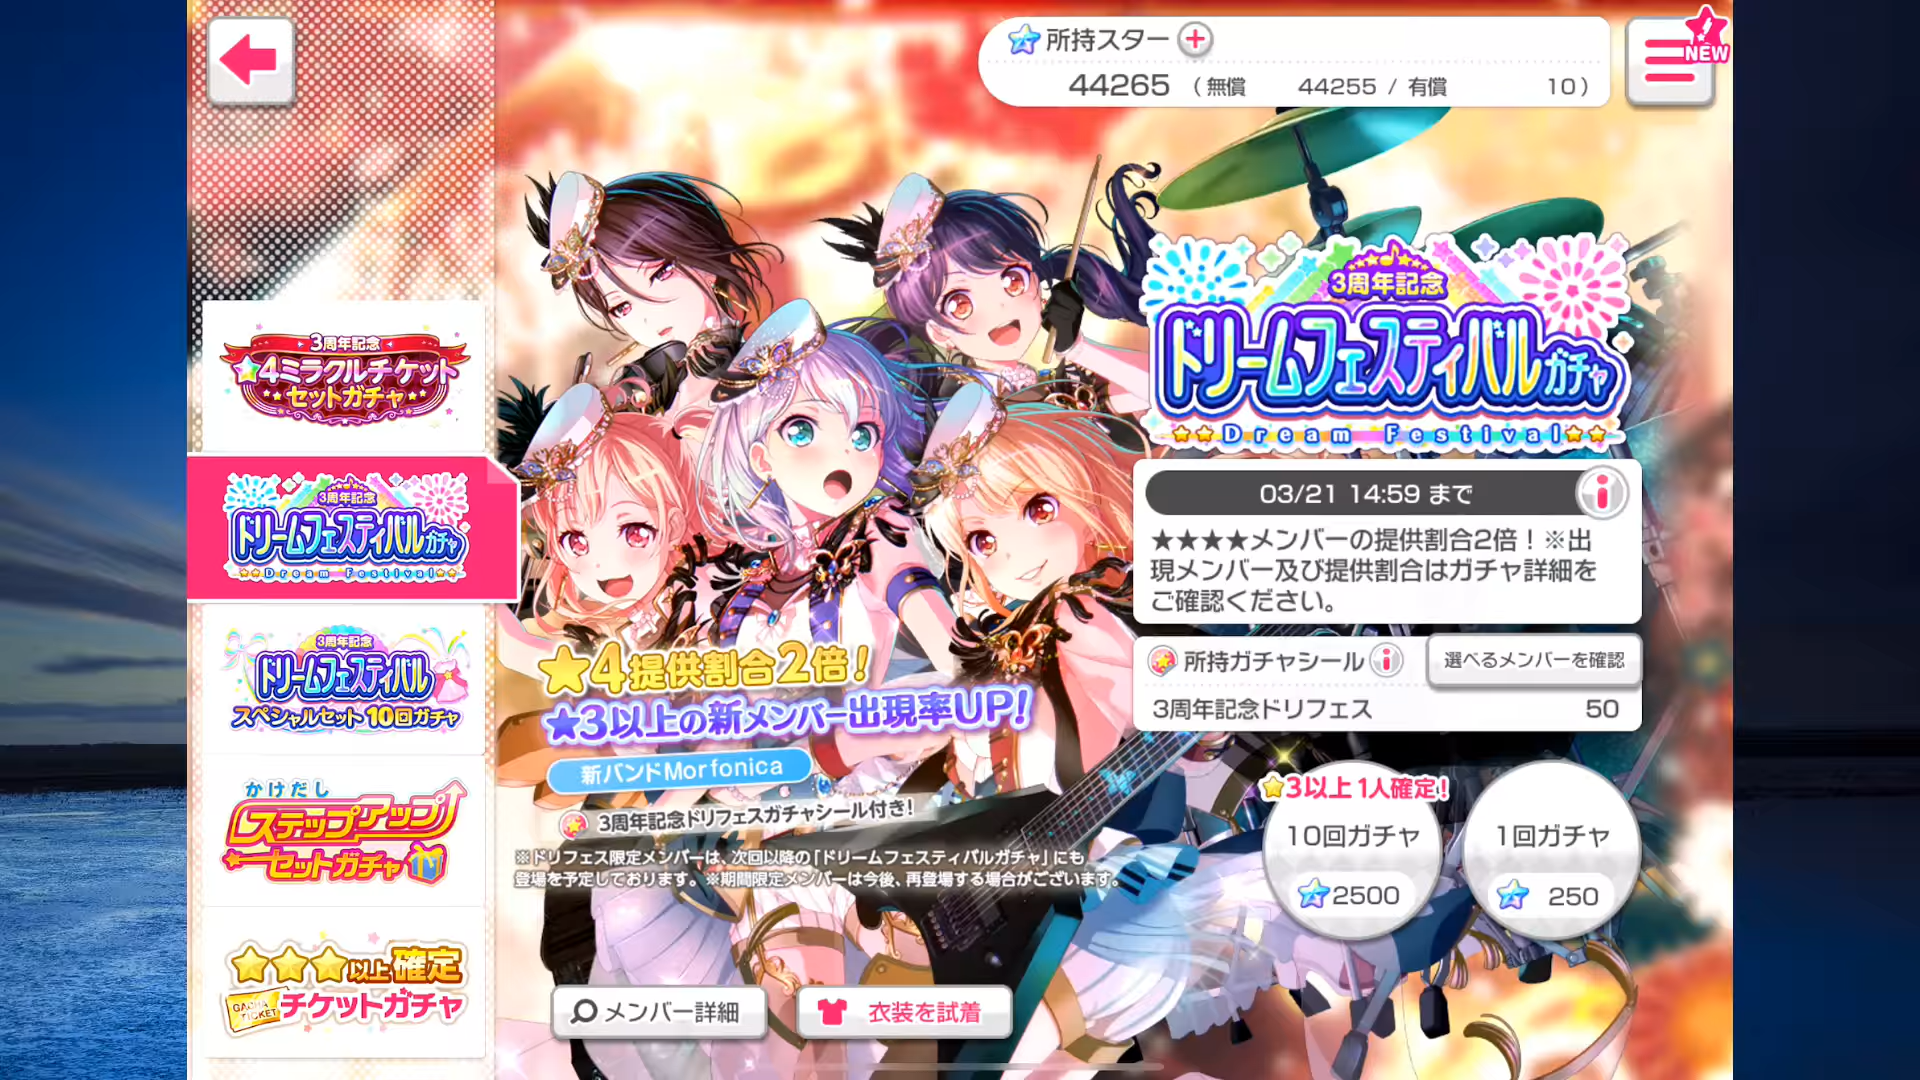 所持スター
44265 (無償 44255 / 有償 10)
NEW
3周年記念
★4ミラクルチケット
セットガチャ
3周年記念
ドリームフェスティバルガチャ
★★Dream Festival★★
3周年記念
ドリームフェスティバル
スペシャルセット 10回ガチャ
かけだし
ステップアップ
セットガチャ
★★★以上確定
GACHA TICKET
チケットガチャ
3周年記念
ドリームフェスティバルガチャ
★★Dream Festival★★
03/21 14:59 まで
★★★★メンバーの提供割合2倍！※出
現メンバー及び提供割合はガチャ詳細を
ご確認ください。
所持ガチャシール
選べるメンバーを確認
3周年記念ドリフェス 50
★4提供割合2倍!
★3以上の新メンバー出現率UP!
新バンドMorfonica
3周年記念ドリフェスガチャシール付き!
※ドリフェス限定メンバーは、次回以降の「ドリームフェスティバルガチャ」にも
登場を予定しております。※期間限定メンバーは今後、再登場する場合がございます。
★3以上1人確定!
10回ガチャ
2500
1回ガチャ
250
メンバー詳細
衣装を試着